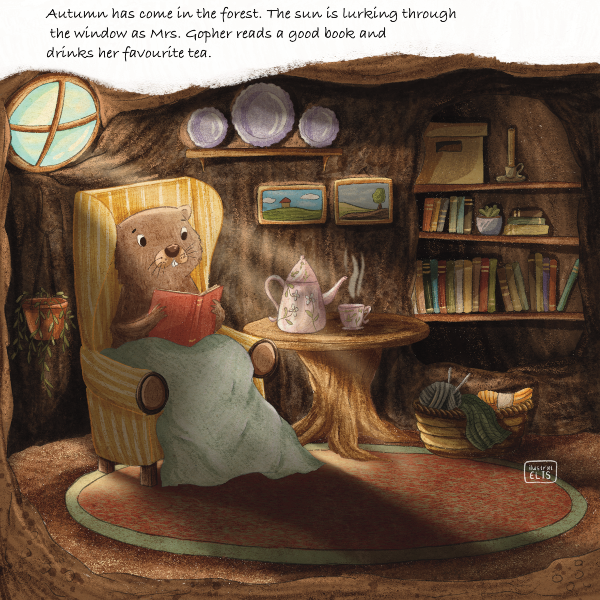 Autumn has come in the forest. The sun is lurking through
the window as Mrs. Gopher reads a good book and
drinks her favourite tea.
ELTS